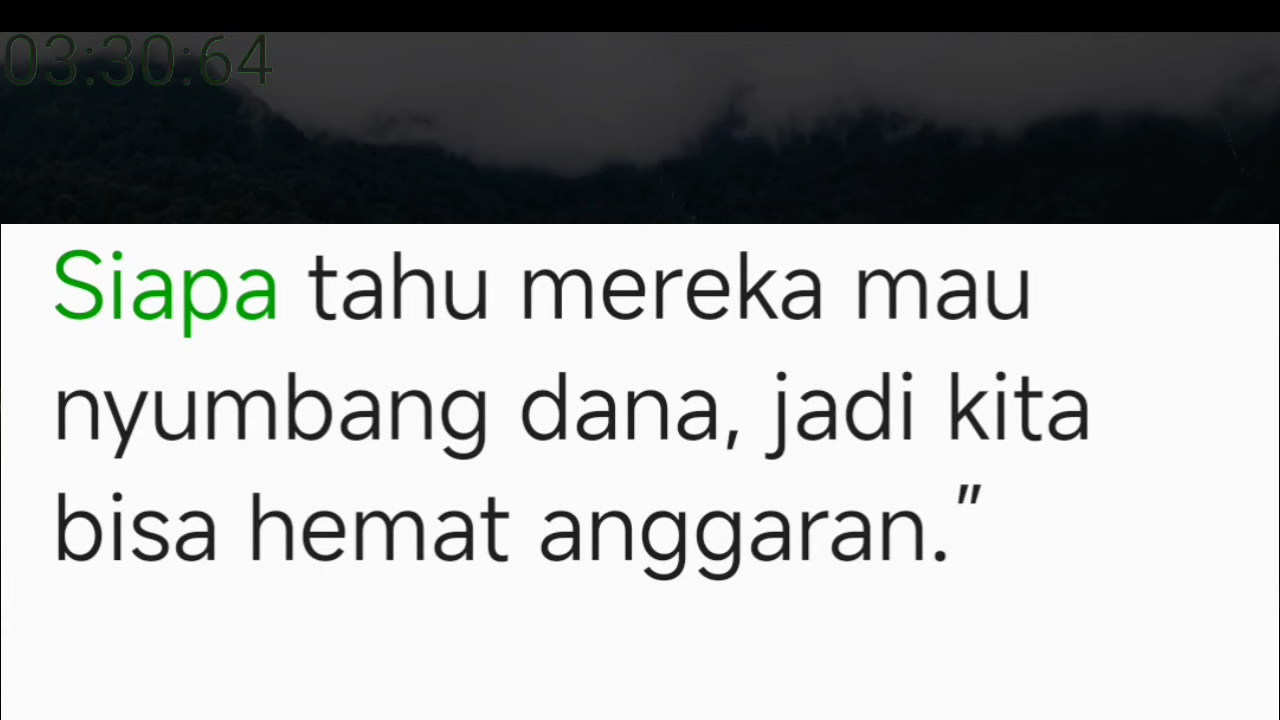 03:30:64
Siapa tahu mereka mau
nyumbang dana, jadi kita
bisa hemat anggaran.”